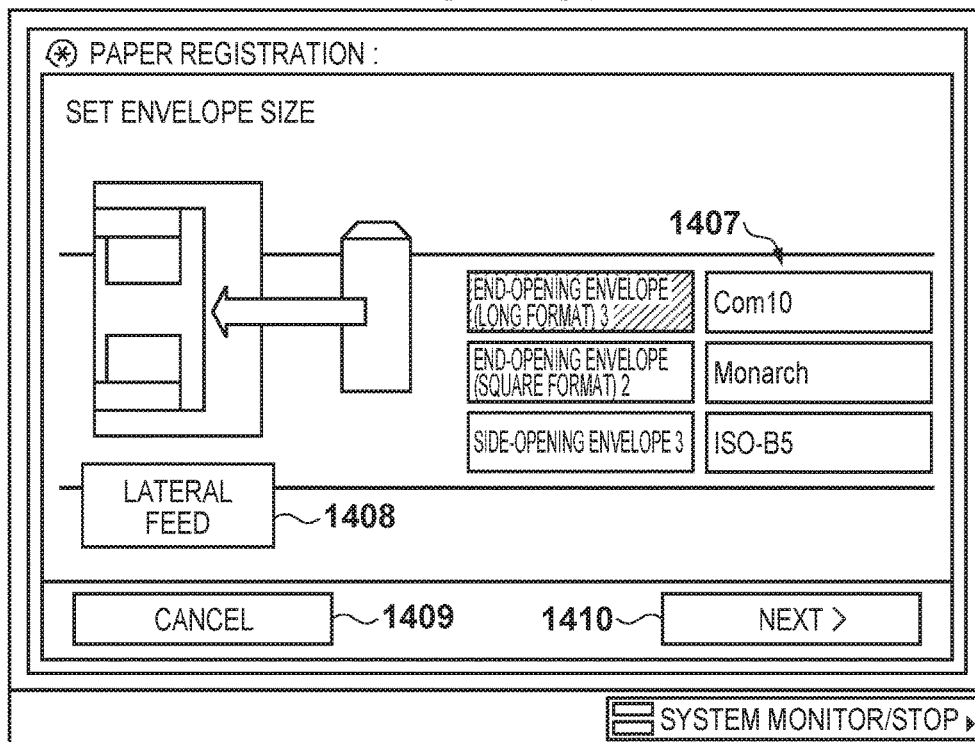 PAPER REGISTRATION :
SET ENVELOPE SIZE
1407
END-OPENING ENVELOPE
(LONG FORMAT) 3
Com10
END-OPENING ENVELOPE
(SQUARE FORMAT) 2
Monarch
SIDE-OPENING ENVELOPE 3
ISO-B5
LATERAL
FEED
1408
CANCEL
1409
1410
NEXT >
SYSTEM MONITOR/STOP